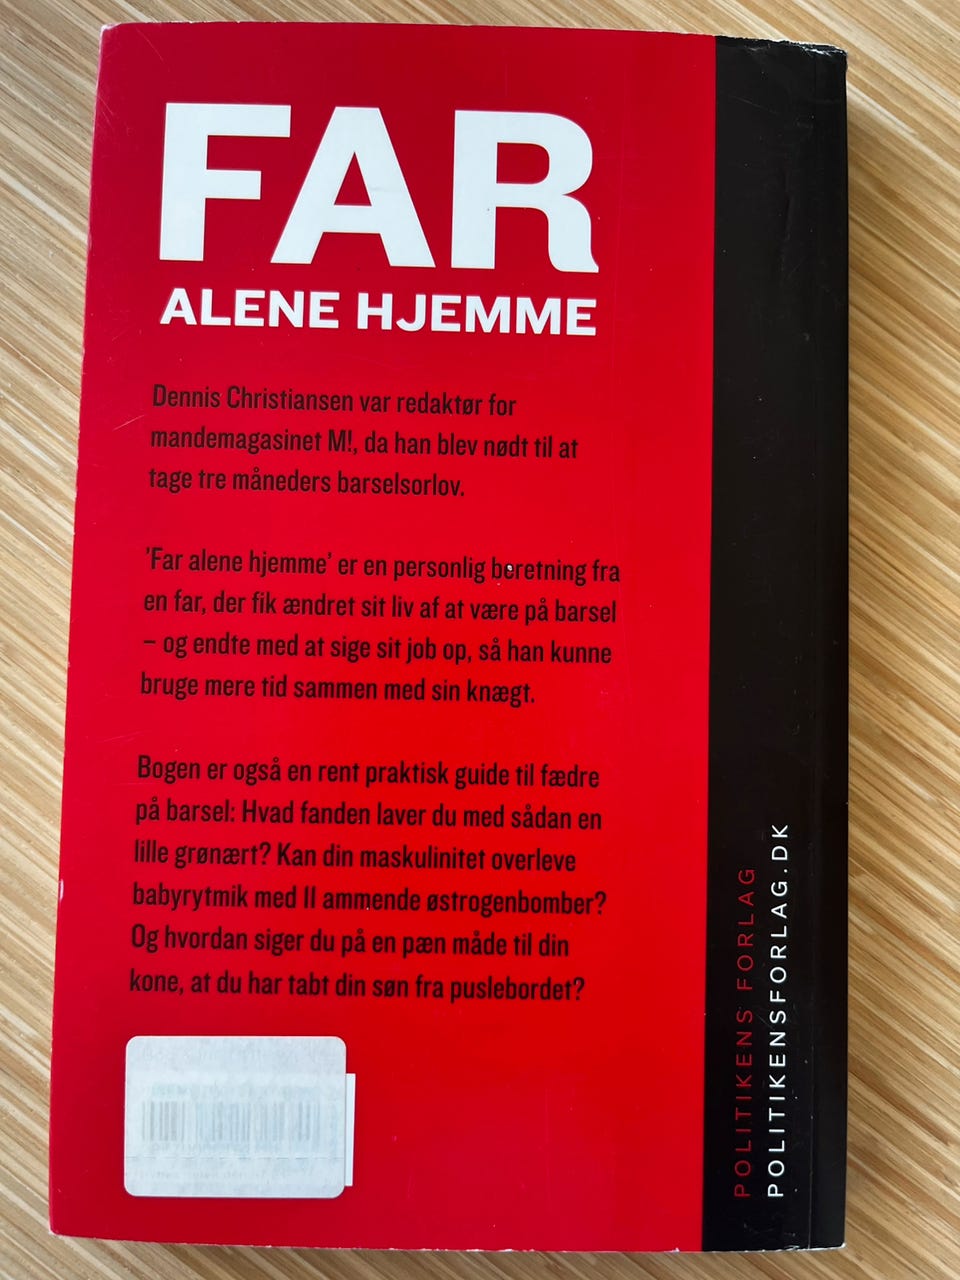 FAR
ALENE HJEMME
Dennis Christiansen var redaktør for
mandemagasinet M!, da han blev nødt til at
tage tre måneders barselsorlov.
'Far alene hjemme' er en personlig beretning fra
en far, der fik ændret sit liv af at være på barsel
– og endte med at sige sit job op, så han kunne
bruge mere tid sammen med sin knægt.
Bogen er også en rent praktisk guide til fædre
på barsel: Hvad fanden laver du med sådan en
lille grønært? Kan din maskulinitet overleve
babyrytmik med 11 ammende østrogenbomber?
Og hvordan siger du på en pæn måde til din
kone, at du har tabt din søn fra puslebordet?
POLITIKENS FORLAG
POLITIKENSFORLAG.DK